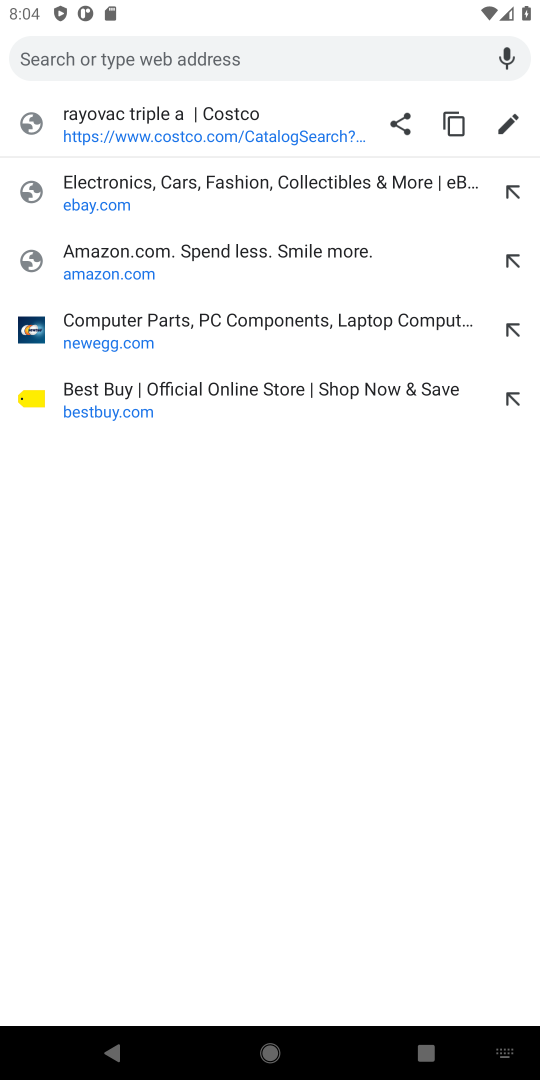 8:04
Search or type web address
rayovac triple a | Costco
https://www.costco.com/CatalogSearch?...
Electronics, Cars, Fashion, Collectibles & More | eB...
ebay.com
Amazon.com. Spend less. Smile more.
amazon.com
Computer Parts, PC Components, Laptop Comput...
newegg.com
Best Buy | Official Online Store | Shop Now & Save
bestbuy.com